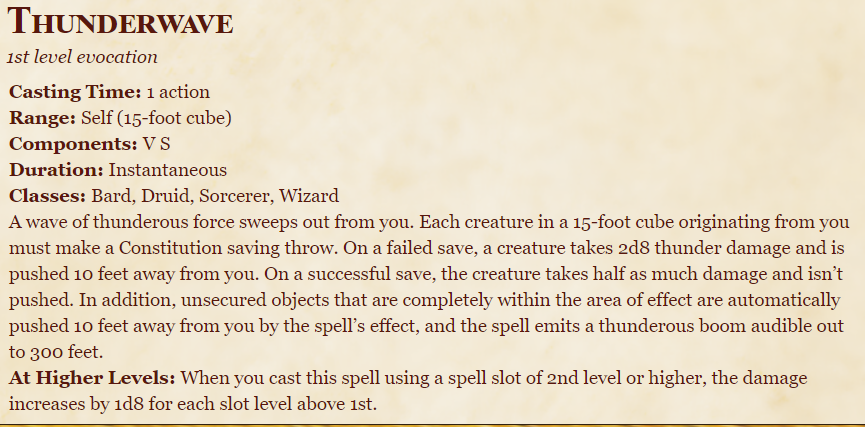 Thunderwave
1st level evocation
Casting Time: 1 action
Range: Self (15-foot cube)
Components: V S
Duration: Instantaneous
Classes: Bard, Druid, Sorcerer, Wizard
A wave of thunderous force sweeps out from you. Each creature in a 15-foot cube originating from you
must make a Constitution saving throw. On a failed save, a creature takes 2d8 thunder damage and is
pushed 10 feet away from you. On a successful save, the creature takes half as much damage and isn't
pushed. In addition, unsecured objects that are completely within the area of effect are automatically
pushed 10 feet away from you by the spell's effect, and the spell emits a thunderous boom audible out
to 300 feet.
At Higher Levels: When you cast this spell using a spell slot of 2nd level or higher, the damage
increases by 1d8 for each slot level above 1st.